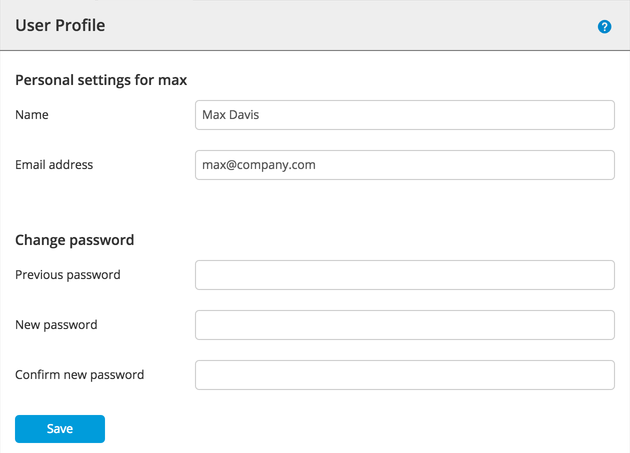 User Profile
?
Personal settings for max
Name
Max Davis
Email address
max@company.com
Change password
Previous password
New password
Confirm new password
Save